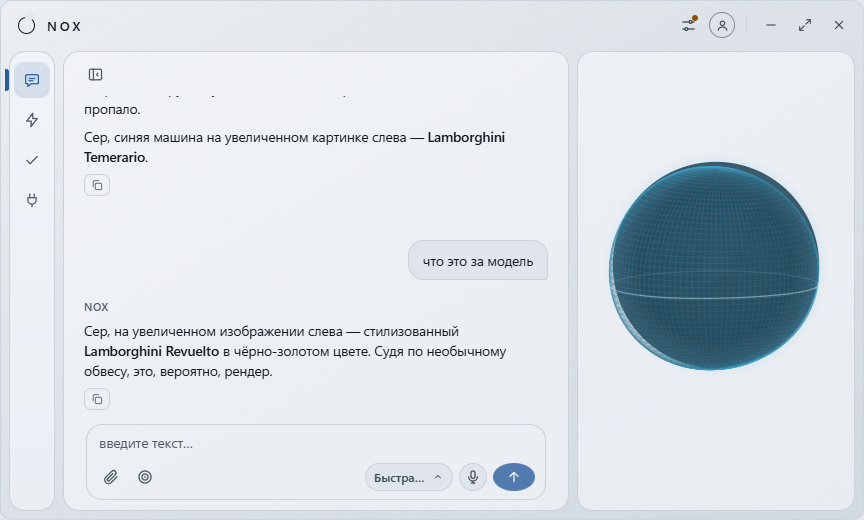 NOX
пропало.
Сер, синяя машина на увеличенном картинке слева — Lamborghini
Temerario.
что это за модель
NOX
Сер, на увеличенном изображении слева — стилизованный
Lamborghini Revuelto в чёрно-золотом цвете. Судя по необычному
обвесу, это, вероятно, рендер.
введите текст...
Быстра...